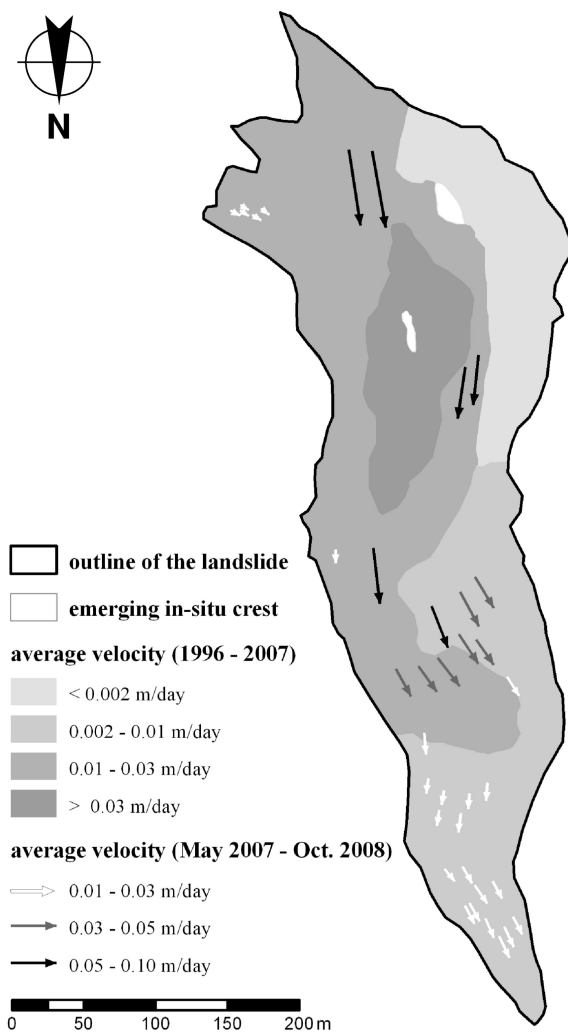 N
outline of the landslide
emerging in-situ crest
average velocity (1996 - 2007)
< 0.002 m/day
0.002 - 0.01 m/day
0.01 - 0.03 m/day
> 0.03 m/day
average velocity (May 2007 - Oct. 2008)
0.01 - 0.03 m/day
0.03 - 0.05 m/day
0.05 - 0.10 m/day
0 50 100 150 200 m